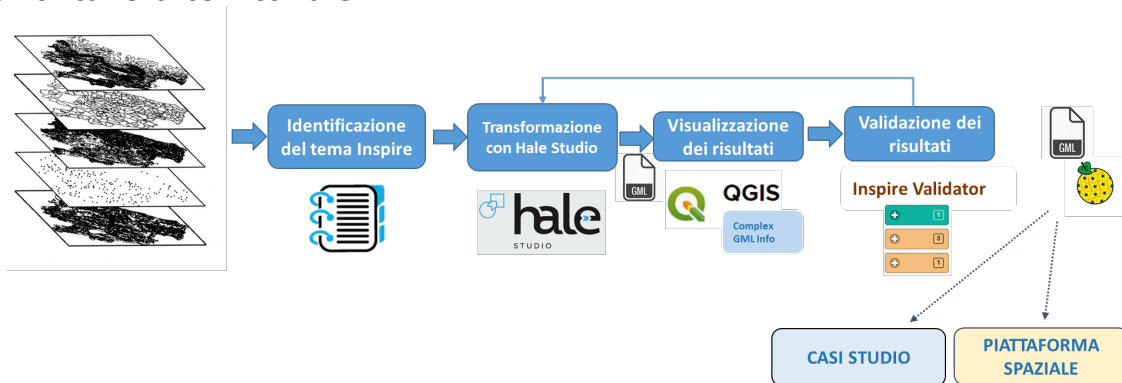 Identificazione
del tema Inspire
Transformazione
con Hale Studio
Visualizzazione
dei risultati
Validazione dei
risultati
GML
GML
hale
STUDIO
QGIS
Complex
GML Info
Inspire Validator
1
8
1
CASI STUDIO
PIATTAFORMA
SPAZIALE